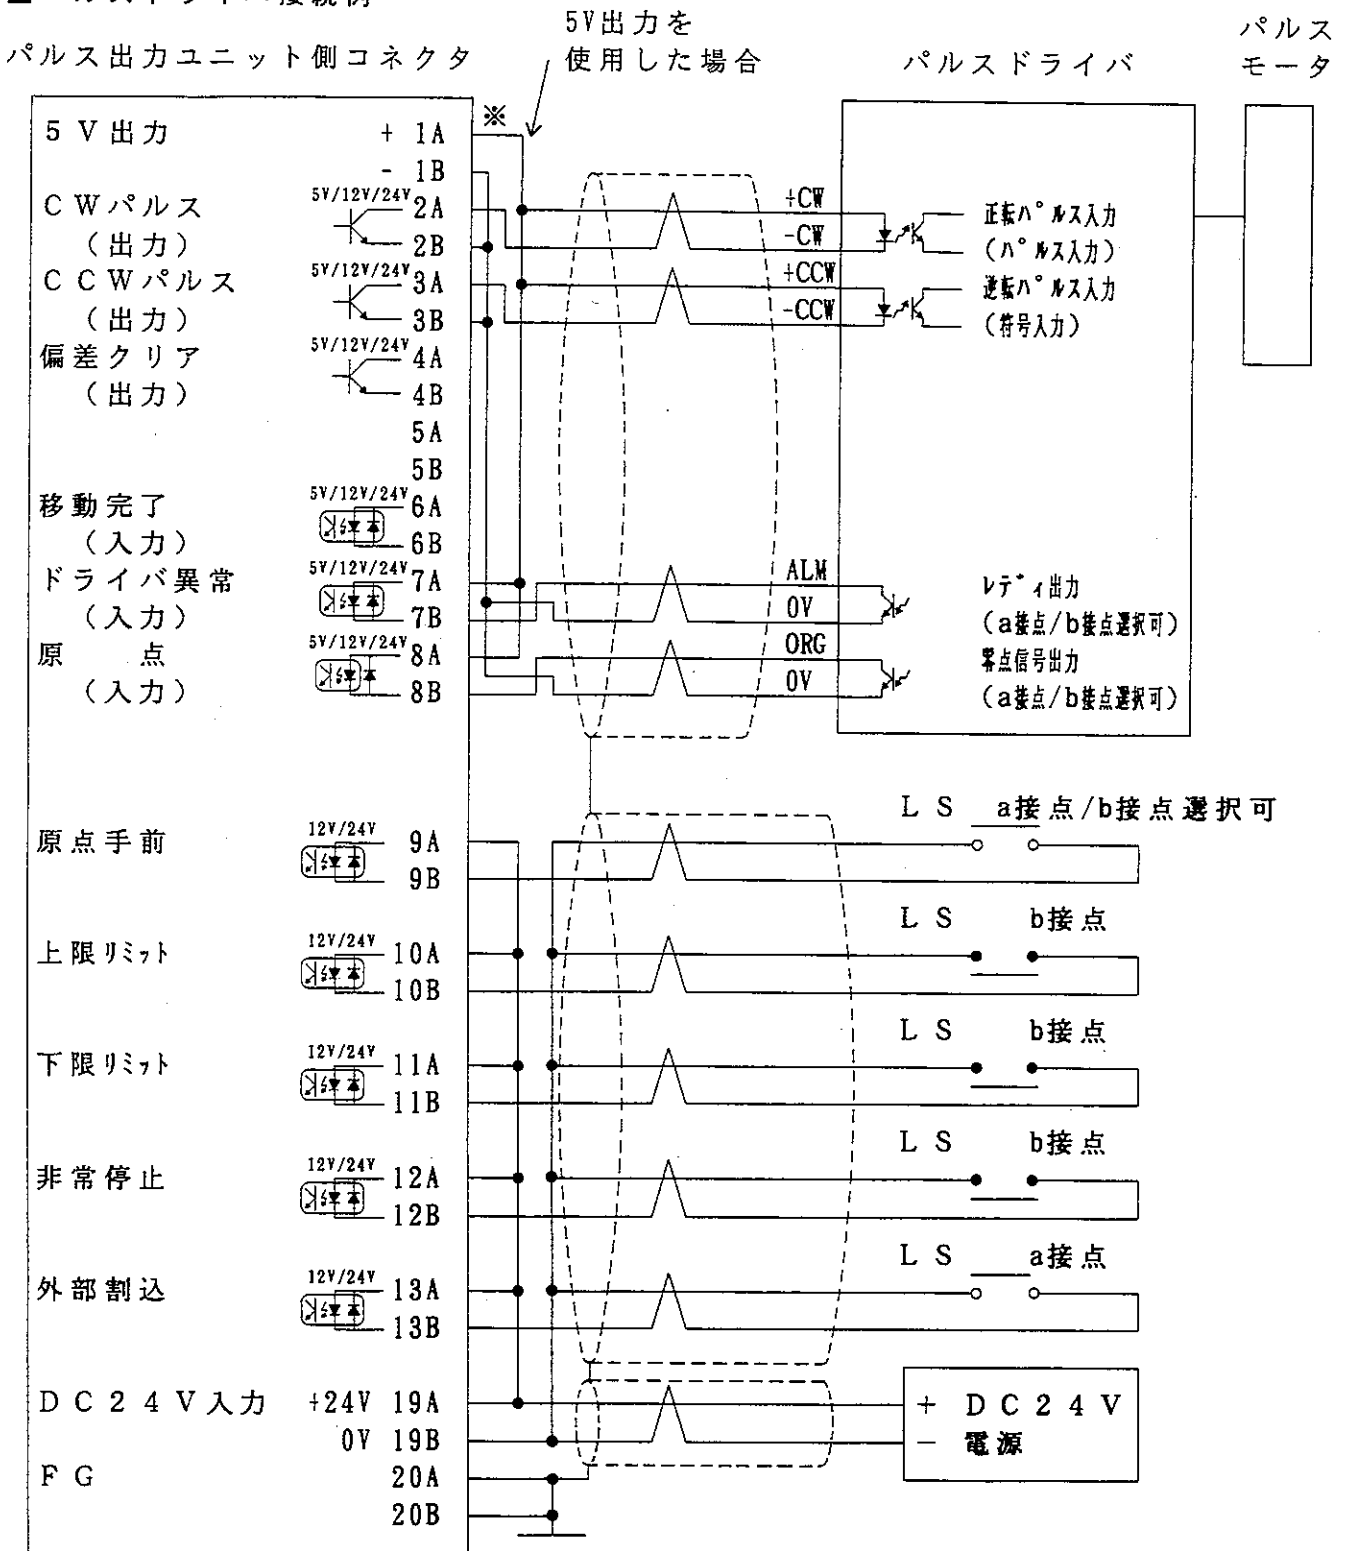 5V出力を
使用した場合
パルス出力ユニット側コネクタ
パルスドライバ
パルス
モータ
※
5V出力 + 1A
- 1B
CWパルス 5V/12V/24V 2A
(出力) 2B
CCWパルス 5V/12V/24V 3A
(出力) 3B
偏差クリア 5V/12V/24V 4A
(出力) 4B
5A
5B
移動完了 5V/12V/24V 6A
(入力) 6B
ドライバ異常 5V/12V/24V 7A
(入力) 7B
原 点 5V/12V/24V 8A
(入力) 8B
+CW
-CW
+CCW
-CCW
正転パルス入力
(パルス入力)
逆転パルス入力
(符号入力)
ALM
0V
ORG
0V
レディ出力
(a接点/b接点選択可)
零点信号出力
(a接点/b接点選択可)
LS a接点/b接点選択可
原点手前 12V/24V 9A
9B
LS b接点
上限リミット 12V/24V 10A
10B
LS b接点
下限リミット 12V/24V 11A
11B
LS b接点
非常停止 12V/24V 12A
12B
LS a接点
外部割込 12V/24V 13A
13B
DC24V入力 +24V 19A
0V 19B
+ DC24V
- 電源
FG 20A
20B